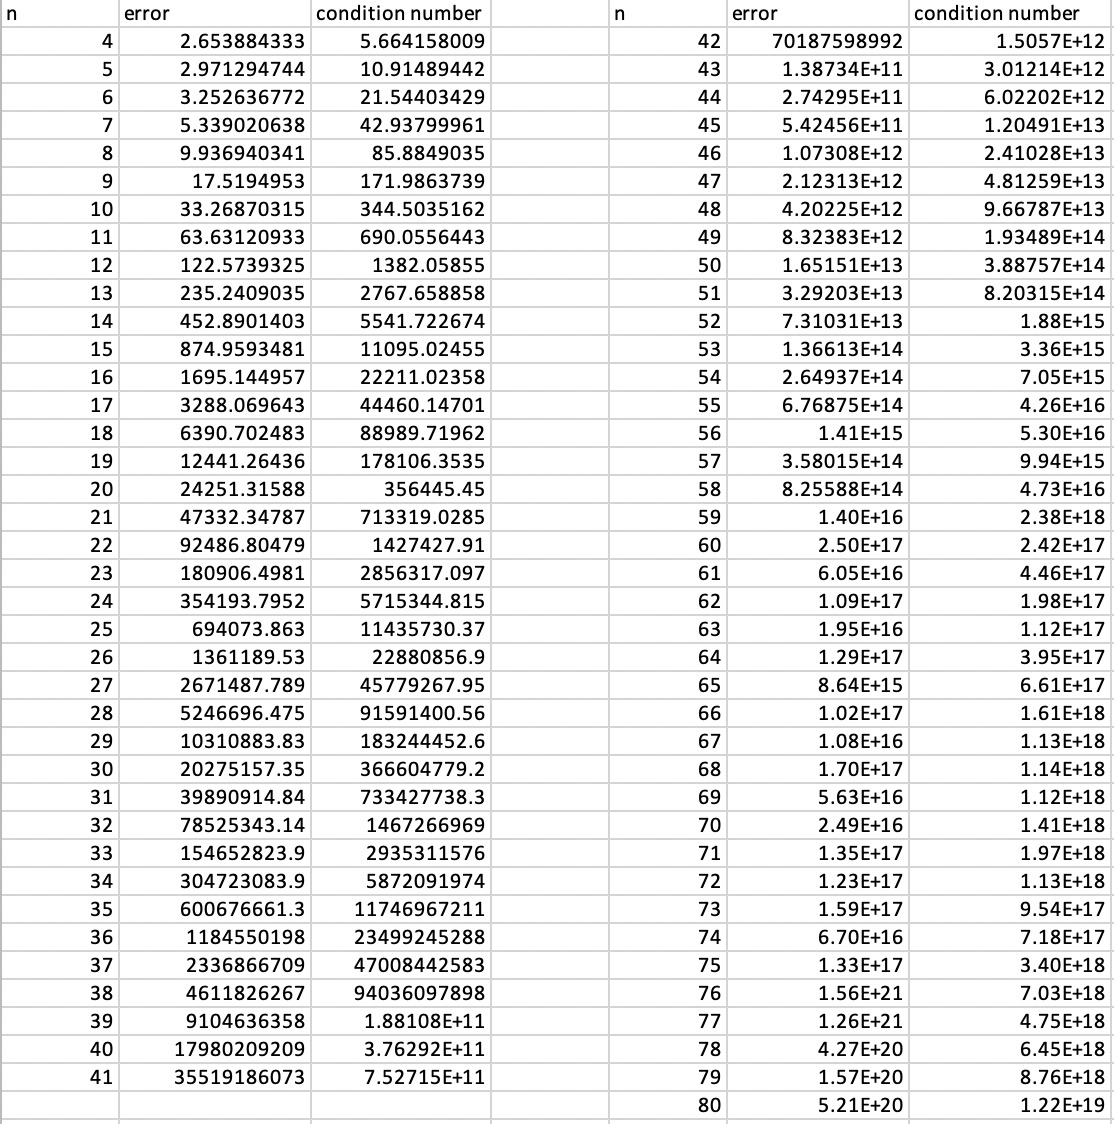 n error condition number n error condition number
4 2.653884333 5.664158009 42 70187598992 1.5057E+12
5 2.971294744 10.91489442 43 1.38734E+11 3.01214E+12
6 3.252636772 21.54403429 44 2.74295E+11 6.02202E+12
7 5.339020638 42.93799961 45 5.42456E+11 1.20491E+13
8 9.936940341 85.8849035 46 1.07308E+12 2.41028E+13
9 17.5194953 171.9863739 47 2.12313E+12 4.81259E+13
10 33.26870315 344.5035162 48 4.20225E+12 9.66787E+13
11 63.63120933 690.0556443 49 8.32383E+12 1.93489E+14
12 122.5739325 1382.05855 50 1.65151E+13 3.88757E+14
13 235.2409035 2767.658858 51 3.29203E+13 8.20315E+14
14 452.8901403 5541.722674 52 7.31031E+13 1.88E+15
15 874.9593481 11095.02455 53 1.36613E+14 3.36E+15
16 1695.144957 22211.02358 54 2.64937E+14 7.05E+15
17 3288.069643 44460.14701 55 6.76875E+14 4.26E+16
18 6390.702483 88989.71962 56 1.41E+15 5.30E+16
19 12441.26436 178106.3535 57 3.58015E+14 9.94E+15
20 24251.31588 356445.45 58 8.25588E+14 4.73E+16
21 47332.34787 713319.0285 59 1.40E+16 2.38E+18
22 92486.80479 1427427.91 60 2.50E+17 2.42E+17
23 180906.4981 2856317.097 61 6.05E+16 4.46E+17
24 354193.7952 5715344.815 62 1.09E+17 1.98E+17
25 694073.863 11435730.37 63 1.95E+16 1.12E+17
26 1361189.53 22880856.9 64 1.29E+17 3.95E+17
27 2671487.789 45779267.95 65 8.64E+15 6.61E+17
28 5246696.475 91591400.56 66 1.02E+17 1.61E+18
29 10310883.83 183244452.6 67 1.08E+16 1.13E+18
30 20275157.35 366604779.2 68 1.70E+17 1.14E+18
31 39890914.84 733427738.3 69 5.63E+16 1.12E+18
32 78525343.14 1467266969 70 2.49E+16 1.41E+18
33 154652823.9 2935311576 71 1.35E+17 1.97E+18
34 304723083.9 5872091974 72 1.23E+17 1.13E+18
35 600676661.3 11746967211 73 1.59E+17 9.54E+17
36 1184550198 23499245288 74 6.70E+16 7.18E+17
37 2336866709 47008442583 75 1.33E+17 3.40E+18
38 4611826267 94036097898 76 1.56E+21 7.03E+18
39 9104636358 1.88108E+11 77 1.26E+21 4.75E+18
40 17980209209 3.76292E+11 78 4.27E+20 6.45E+18
41 35519186073 7.52715E+11 79 1.57E+20 8.76E+18
80 5.21E+20 1.22E+19